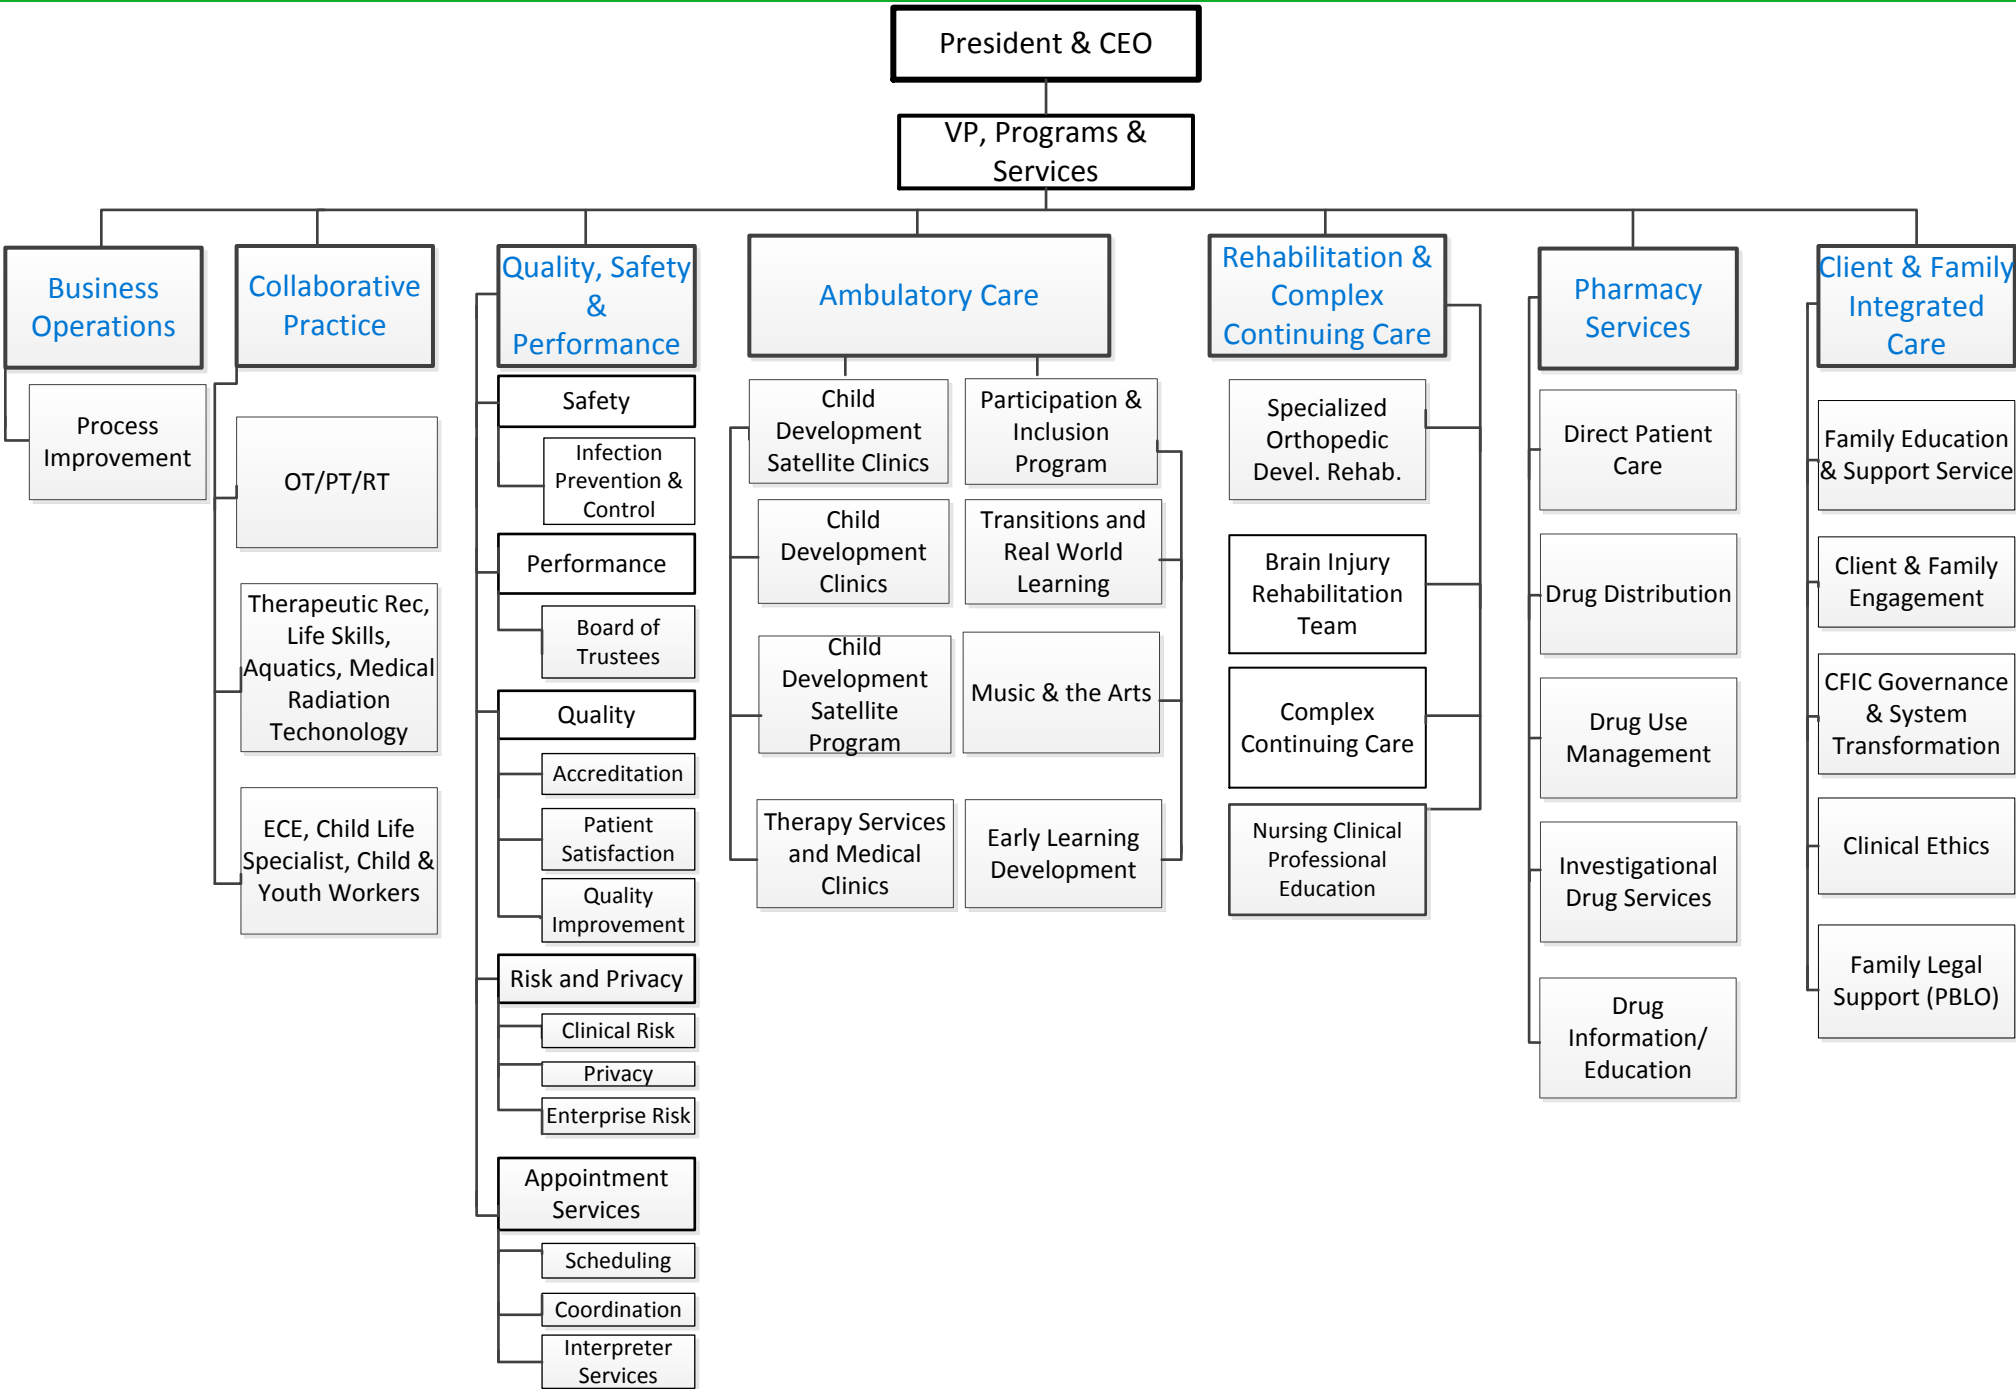 President & CEO
VP, Programs &
Services
Business
Operations
Process
Improvement
Collaborative
Practice
OT/PT/RT
Therapeutic Rec,
Life Skills,
Aquatics, Medical
Radiation
Techonology
ECE, Child Life
Specialist, Child &
Youth Workers
Quality, Safety
&
Performance
Safety
Infection
Prevention &
Control
Performance
Board of
Trustees
Quality
Accreditation
Patient
Satisfaction
Quality
Improvement
Risk and Privacy
Clinical Risk
Privacy
Enterprise Risk
Appointment
Services
Scheduling
Coordination
Interpreter
Services
Ambulatory Care
Child
Development
Satellite Clinics
Child
Development
Clinics
Child
Development
Satellite
Program
Therapy Services
and Medical
Clinics
Participation &
Inclusion
Program
Transitions and
Real World
Learning
Music & the Arts
Early Learning
Development
Rehabilitation &
Complex
Continuing Care
Specialized
Orthopedic
Devel. Rehab.
Brain Injury
Rehabilitation
Team
Complex
Continuing Care
Nursing Clinical
Professional
Education
Pharmacy
Services
Direct Patient
Care
Drug Distribution
Drug Use
Management
Investigational
Drug Services
Drug
Information/
Education
Client & Family
Integrated
Care
Family Education
& Support Service
Client & Family
Engagement
CFIC Governance
& System
Transformation
Clinical Ethics
Family Legal
Support (PBLO)